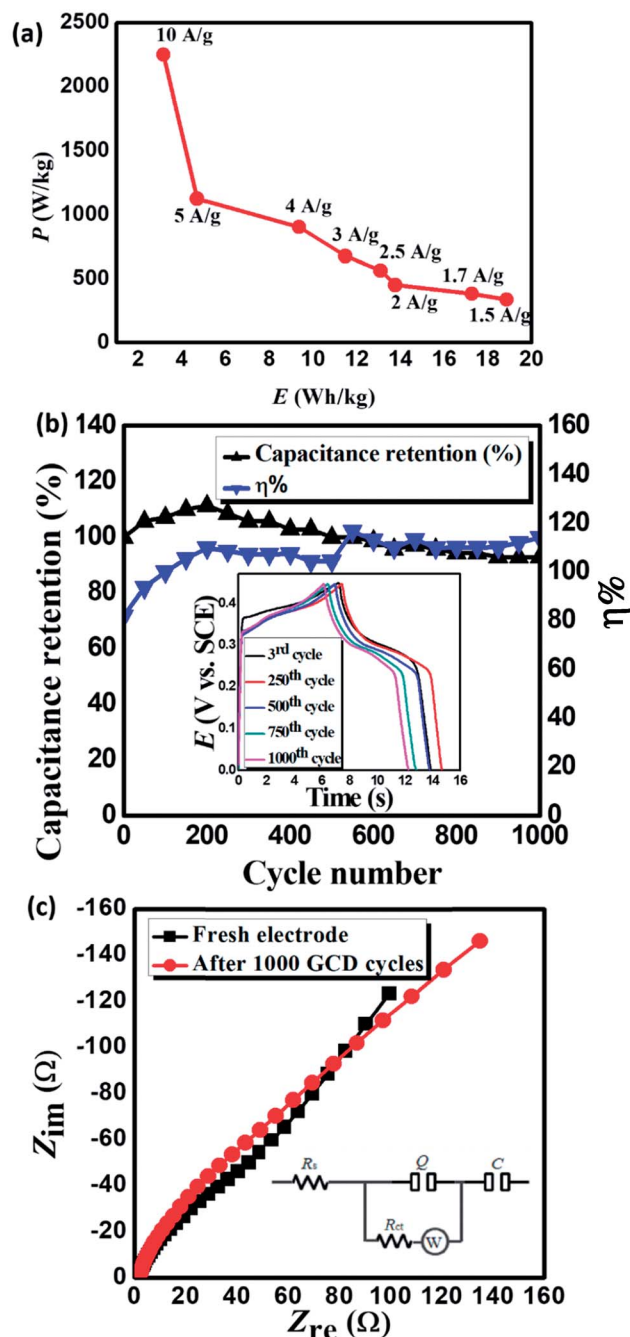 (a)
2500
2000
1500
1000
500
0
P (W/kg)
10 A/g
5 A/g
4 A/g
3 A/g
2.5 A/g
2 A/g
1.7 A/g
1.5 A/g
2 4 6 8 10 12 14 16 18 20
E (Wh/kg)
(b)
140
120
100
80
60
40
20
0
Capacitance retention (%)
160
140
120
100
80
60
40
20
0
η%
Capacitance retention (%)
η%
0.4
0.3
0.2
0.1
0.0
E (V vs. SCE)
3rd cycle
250th cycle
500th cycle
750th cycle
1000th cycle
0 2 4 6 8 10 12 14 16
Time (s)
0 200 400 600 800 1000
Cycle number
(c)
-160
-140
-120
-100
-80
-60
-40
-20
0
Zim (Ω)
Fresh electrode
After 1000 GCD cycles
Rs
Q
C
Rct
W
0 20 40 60 80 100 120 140 160
Zre (Ω)